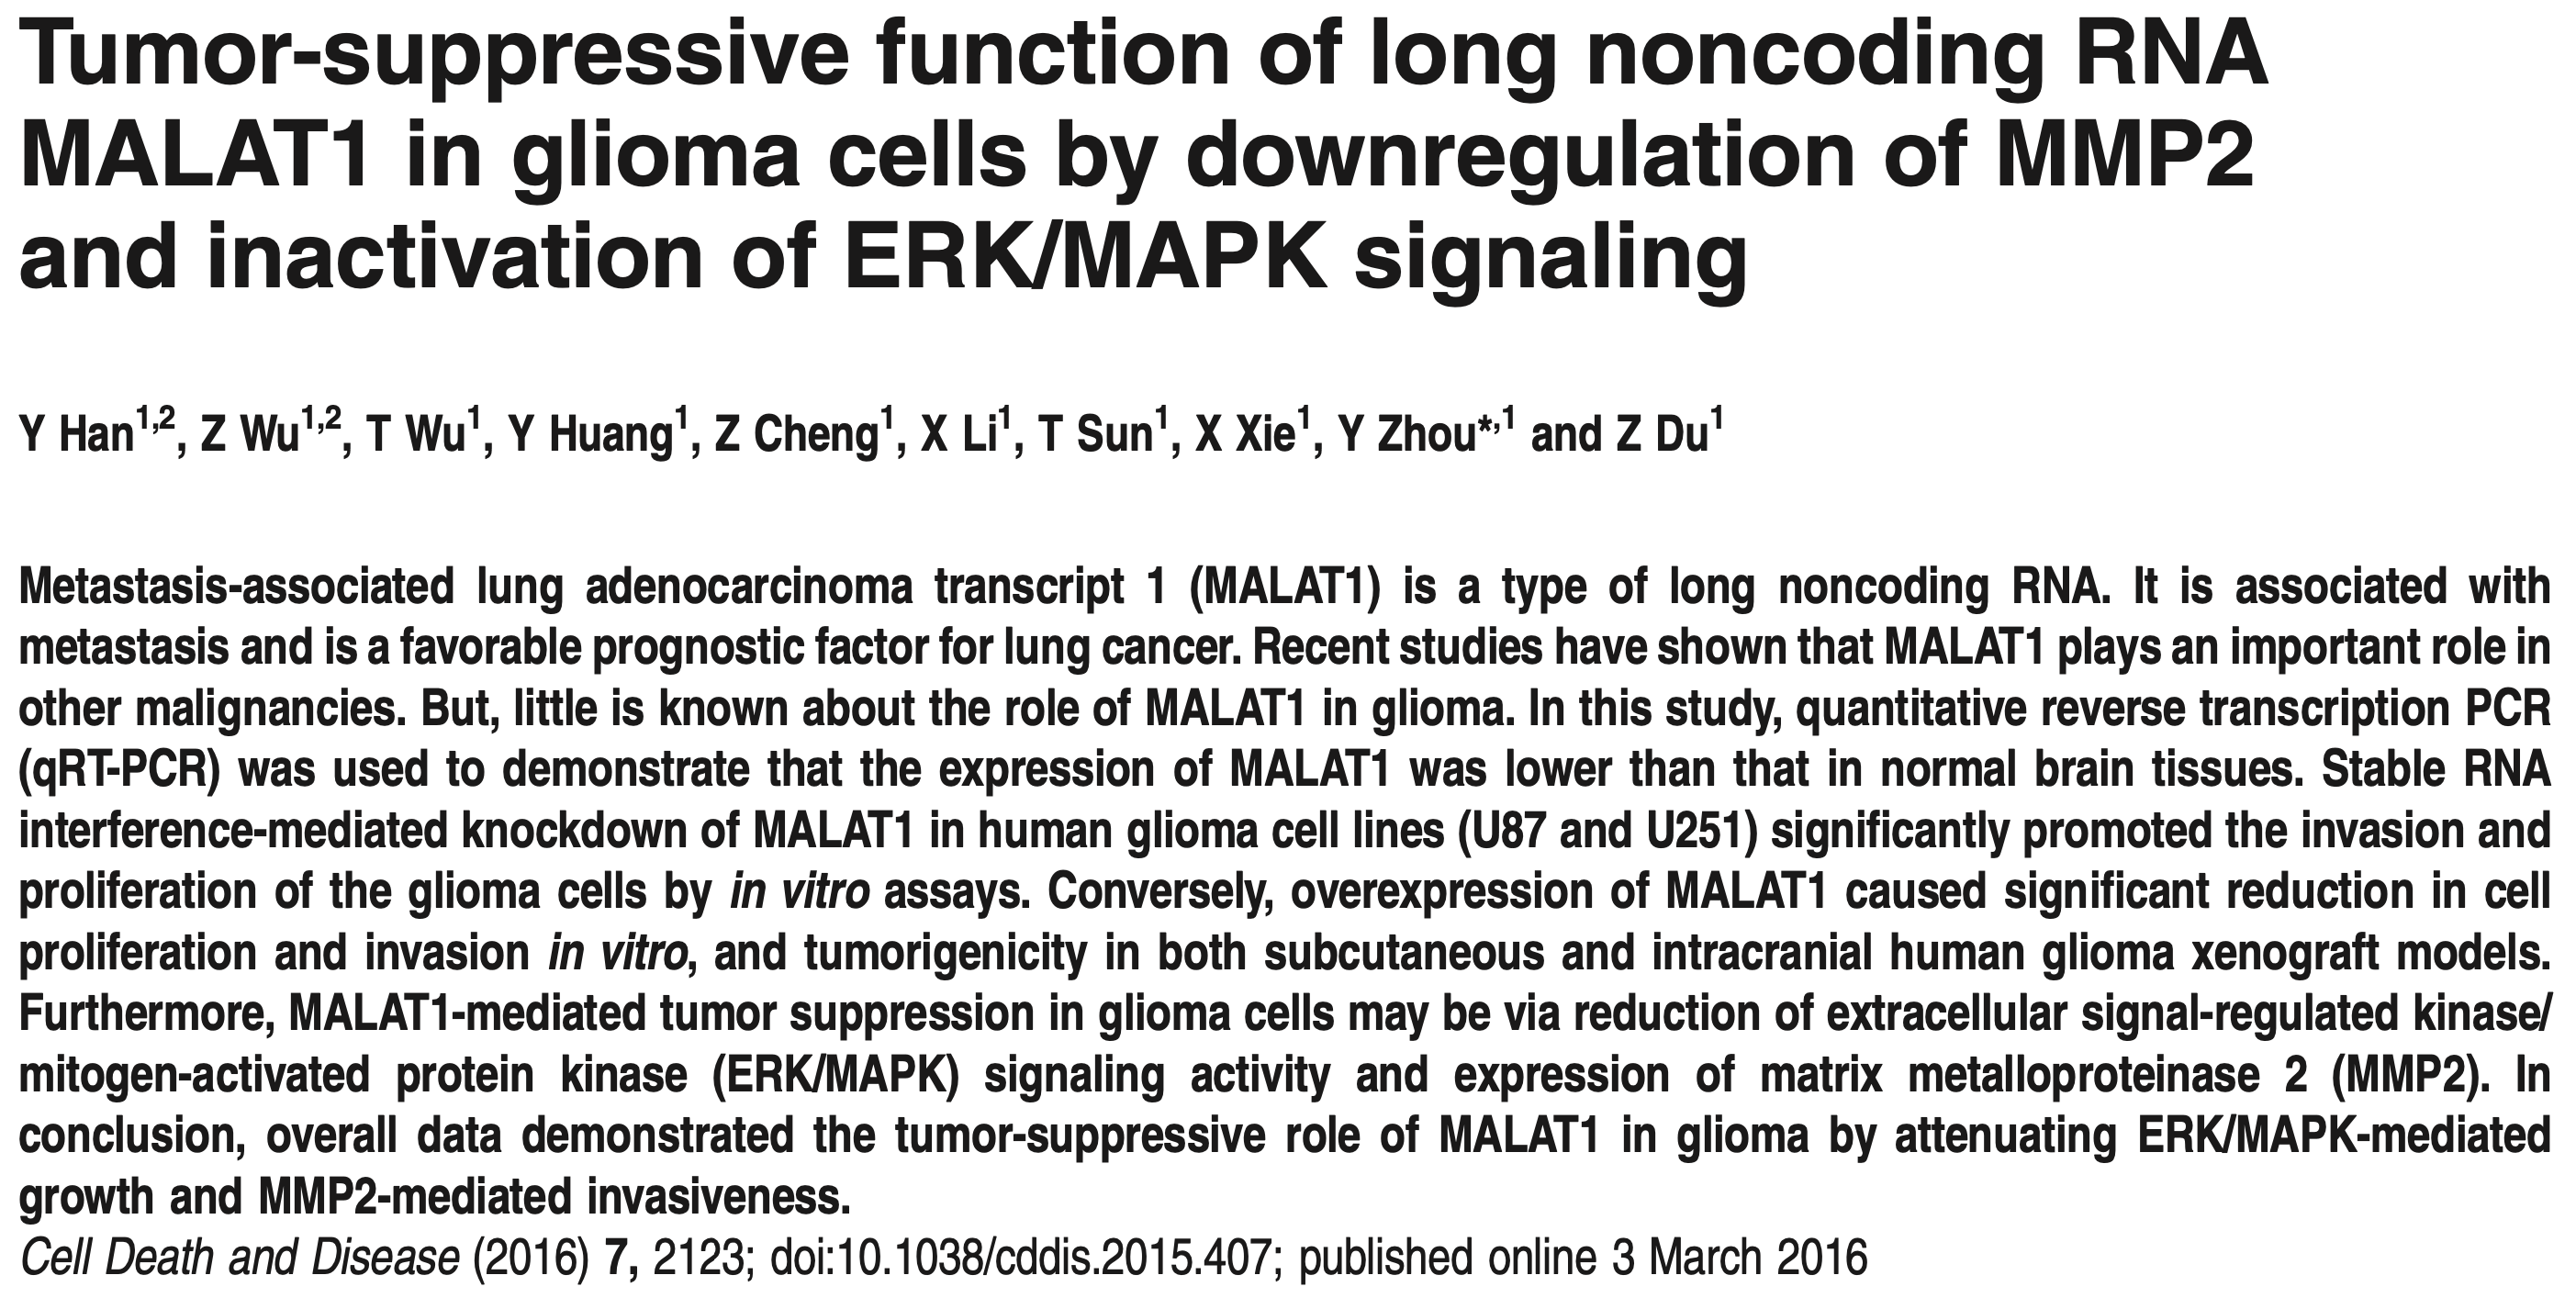 Tumor-suppressive function of long noncoding RNA
MALAT1 in glioma cells by downregulation of MMP2
and inactivation of ERK/MAPK signaling
Y Han1,2, Z Wu1,2, T Wu1, Y Huang1, Z Cheng1, X Li1, T Sun1, X Xie1, Y Zhou*,1 and Z Du1
Metastasis-associated lung adenocarcinoma transcript 1 (MALAT1) is a type of long noncoding RNA. It is associated with
metastasis and is a favorable prognostic factor for lung cancer. Recent studies have shown that MALAT1 plays an important role in
other malignancies. But, little is known about the role of MALAT1 in glioma. In this study, quantitative reverse transcription PCR
(qRT-PCR) was used to demonstrate that the expression of MALAT1 was lower than that in normal brain tissues. Stable RNA
interference-mediated knockdown of MALAT1 in human glioma cell lines (U87 and U251) significantly promoted the invasion and
proliferation of the glioma cells by in vitro assays. Conversely, overexpression of MALAT1 caused significant reduction in cell
proliferation and invasion in vitro, and tumorigenicity in both subcutaneous and intracranial human glioma xenograft models.
Furthermore, MALAT1-mediated tumor suppression in glioma cells may be via reduction of extracellular signal-regulated kinase/
mitogen-activated protein kinase (ERK/MAPK) signaling activity and expression of matrix metalloproteinase 2 (MMP2). In
conclusion, overall data demonstrated the tumor-suppressive role of MALAT1 in glioma by attenuating ERK/MAPK-mediated
growth and MMP2-mediated invasiveness.
Cell Death and Disease (2016) 7, 2123; doi:10.1038/cddis.2015.407; published online 3 March 2016